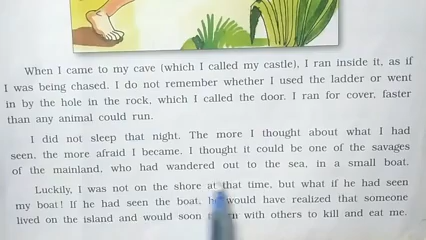 When I came to my cave (which I called my castle), I ran inside it, as if
I was being chased. I do not remember whether I used the ladder or went
in by the hole in the rock, which I called the door. I ran for cover, faster
than any animal could run.
I did not sleep that night. The more I thought about what I had
seen, the more afraid I became. I thought it could be one of the savages
of the mainland, who had wandered out to the sea, in a small boat.
Luckily, I was not on the shore at that time, but what if he had seen
my boat! If he had seen the boat, he would have realized that someone
lived on the island and would soon with others to kill and eat me.